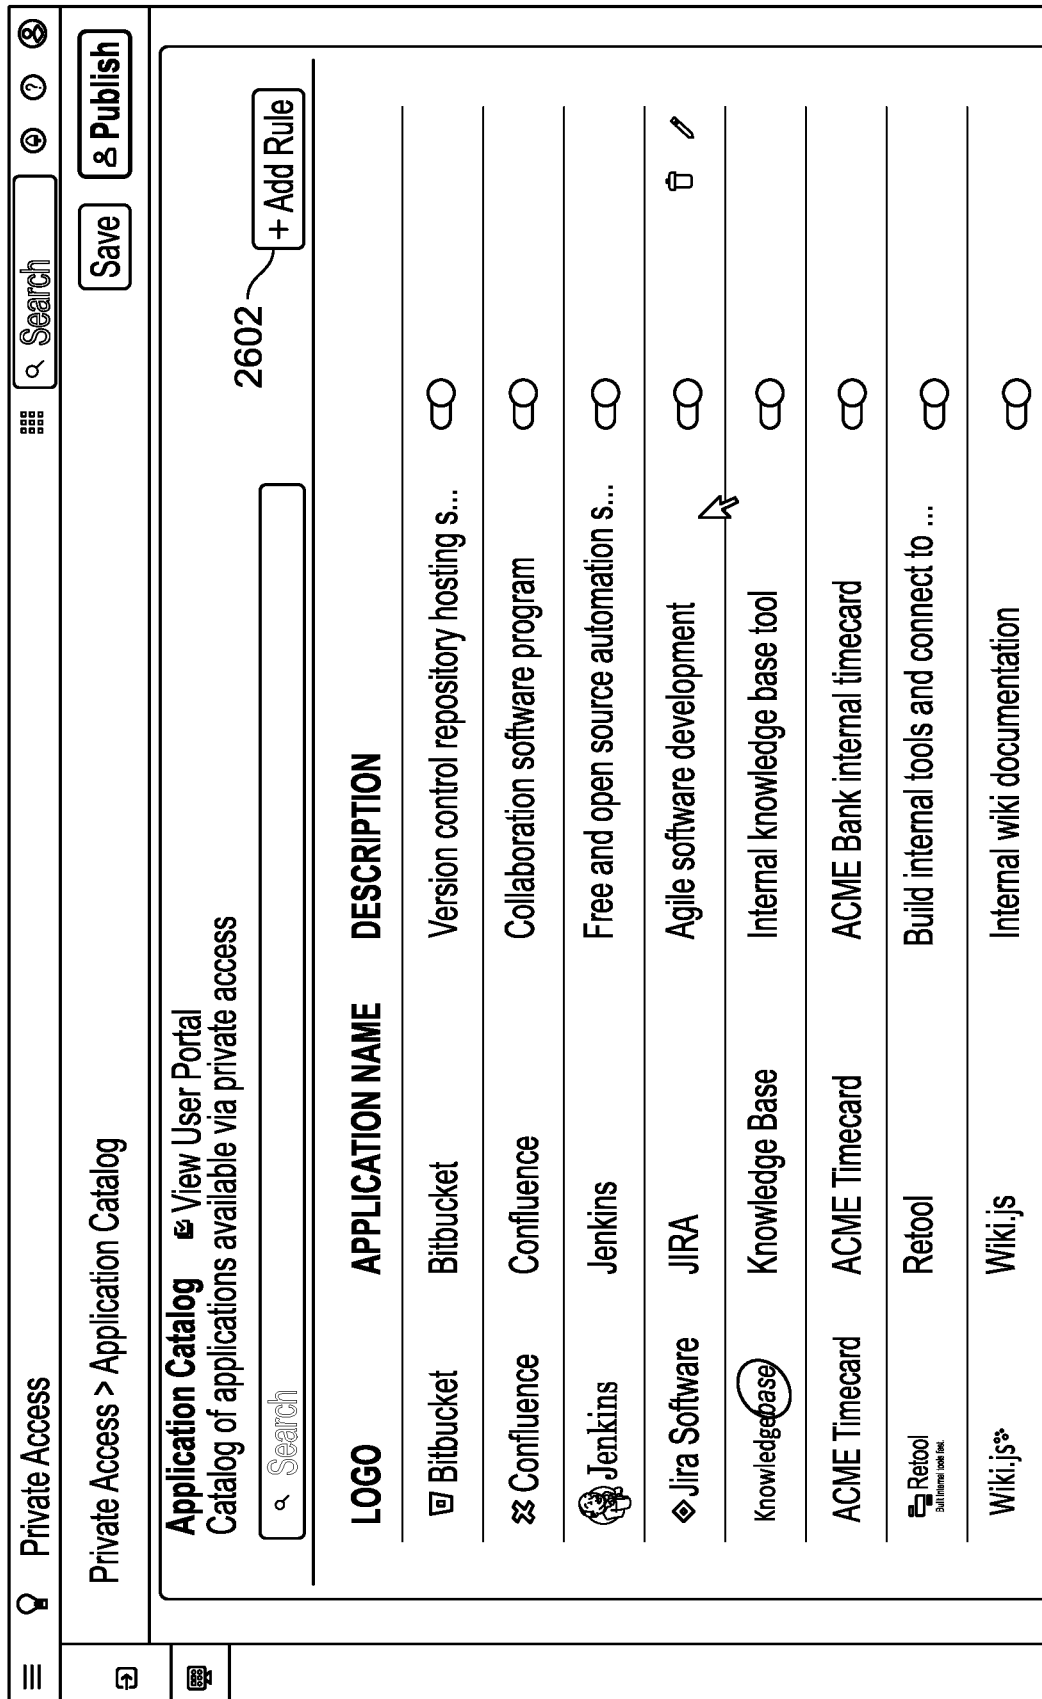 Private Access
Search
Private Access > Application Catalog
Save
Publish
Application Catalog View User Portal
Catalog of applications available via private access
Search
2602
+ Add Rule
LOGO APPLICATION NAME DESCRIPTION
Bitbucket Bitbucket Version control repository hosting s...
Confluence Confluence Collaboration software program
Jenkins Jenkins Free and open source automation s...
Jira Software JIRA Agile software development
Knowledgebase Knowledge Base Internal knowledge base tool
ACME Timecard ACME Timecard ACME Bank internal timecard
Retool Retool Build internal tools and connect to ...
Wiki.js Wiki.js Internal wiki documentation